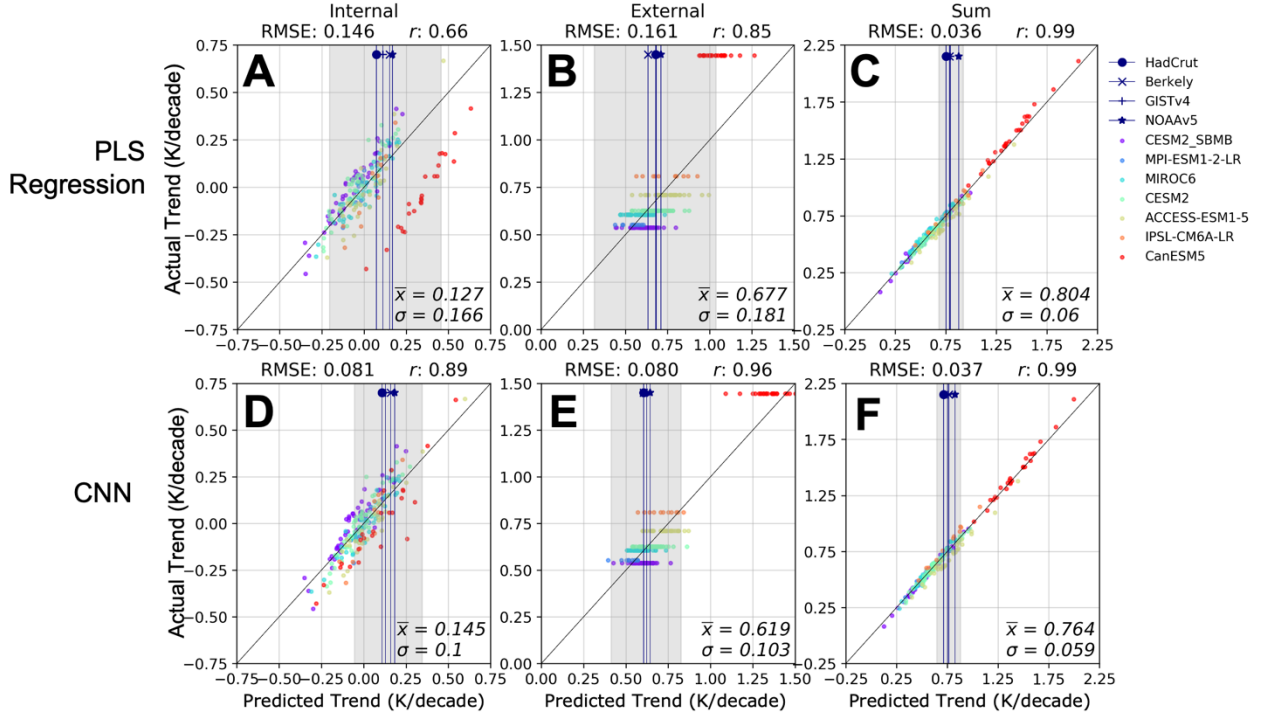 Internal
External
Sum
RMSE: 0.146 r: 0.66
RMSE: 0.161 r: 0.85
RMSE: 0.036 r: 0.99
PLS
Regression
Actual Trend (K/decade)
A
0.75
0.50
0.25
0.00
−0.25
−0.50
−0.75
x̄ = 0.127
σ = 0.166
−0.75
−0.50
−0.25
0.00
0.25
0.50
0.75
B
1.50
1.25
1.00
0.75
0.50
0.25
0.00
x̄ = 0.677
σ = 0.181
0.00
0.25
0.50
0.75
1.00
1.25
1.50
C
2.25
1.75
1.25
0.75
0.25
−0.25
x̄ = 0.804
σ = 0.06
−0.25
0.25
0.75
1.25
1.75
2.25
HadCrut
Berkely
GISTv4
NOAAv5
CESM2_SBMB
MPI-ESM1-2-LR
MIROC6
CESM2
ACCESS-ESM1-5
IPSL-CM6A-LR
CanESM5
RMSE: 0.081 r: 0.89
RMSE: 0.080 r: 0.96
RMSE: 0.037 r: 0.99
CNN
Actual Trend (K/decade)
D
0.75
0.50
0.25
0.00
−0.25
−0.50
−0.75
x̄ = 0.145
σ = 0.1
−0.75
−0.50
−0.25
0.00
0.25
0.50
0.75
Predicted Trend (K/decade)
E
1.50
1.25
1.00
0.75
0.50
0.25
0.00
x̄ = 0.619
σ = 0.103
0.00
0.25
0.50
0.75
1.00
1.25
1.50
Predicted Trend (K/decade)
F
2.25
1.75
1.25
0.75
0.25
−0.25
x̄ = 0.764
σ = 0.059
−0.25
0.25
0.75
1.25
1.75
2.25
Predicted Trend (K/decade)